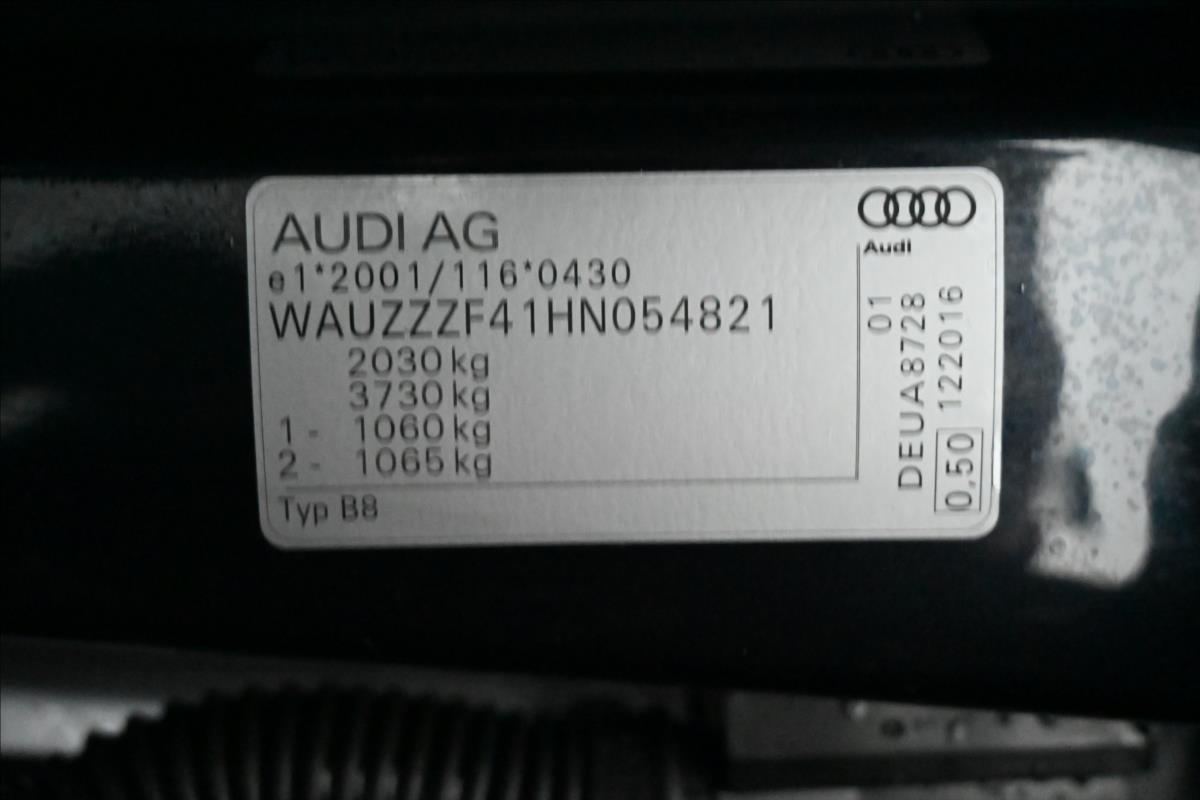 AUDI AG
e1*2001/116*0430
WAUZZZF41HN054821
2030 kg
3730 kg
1 - 1060 kg
2 - 1065 kg
Typ B8
Audi
01
DEUA8728
0,50 122016